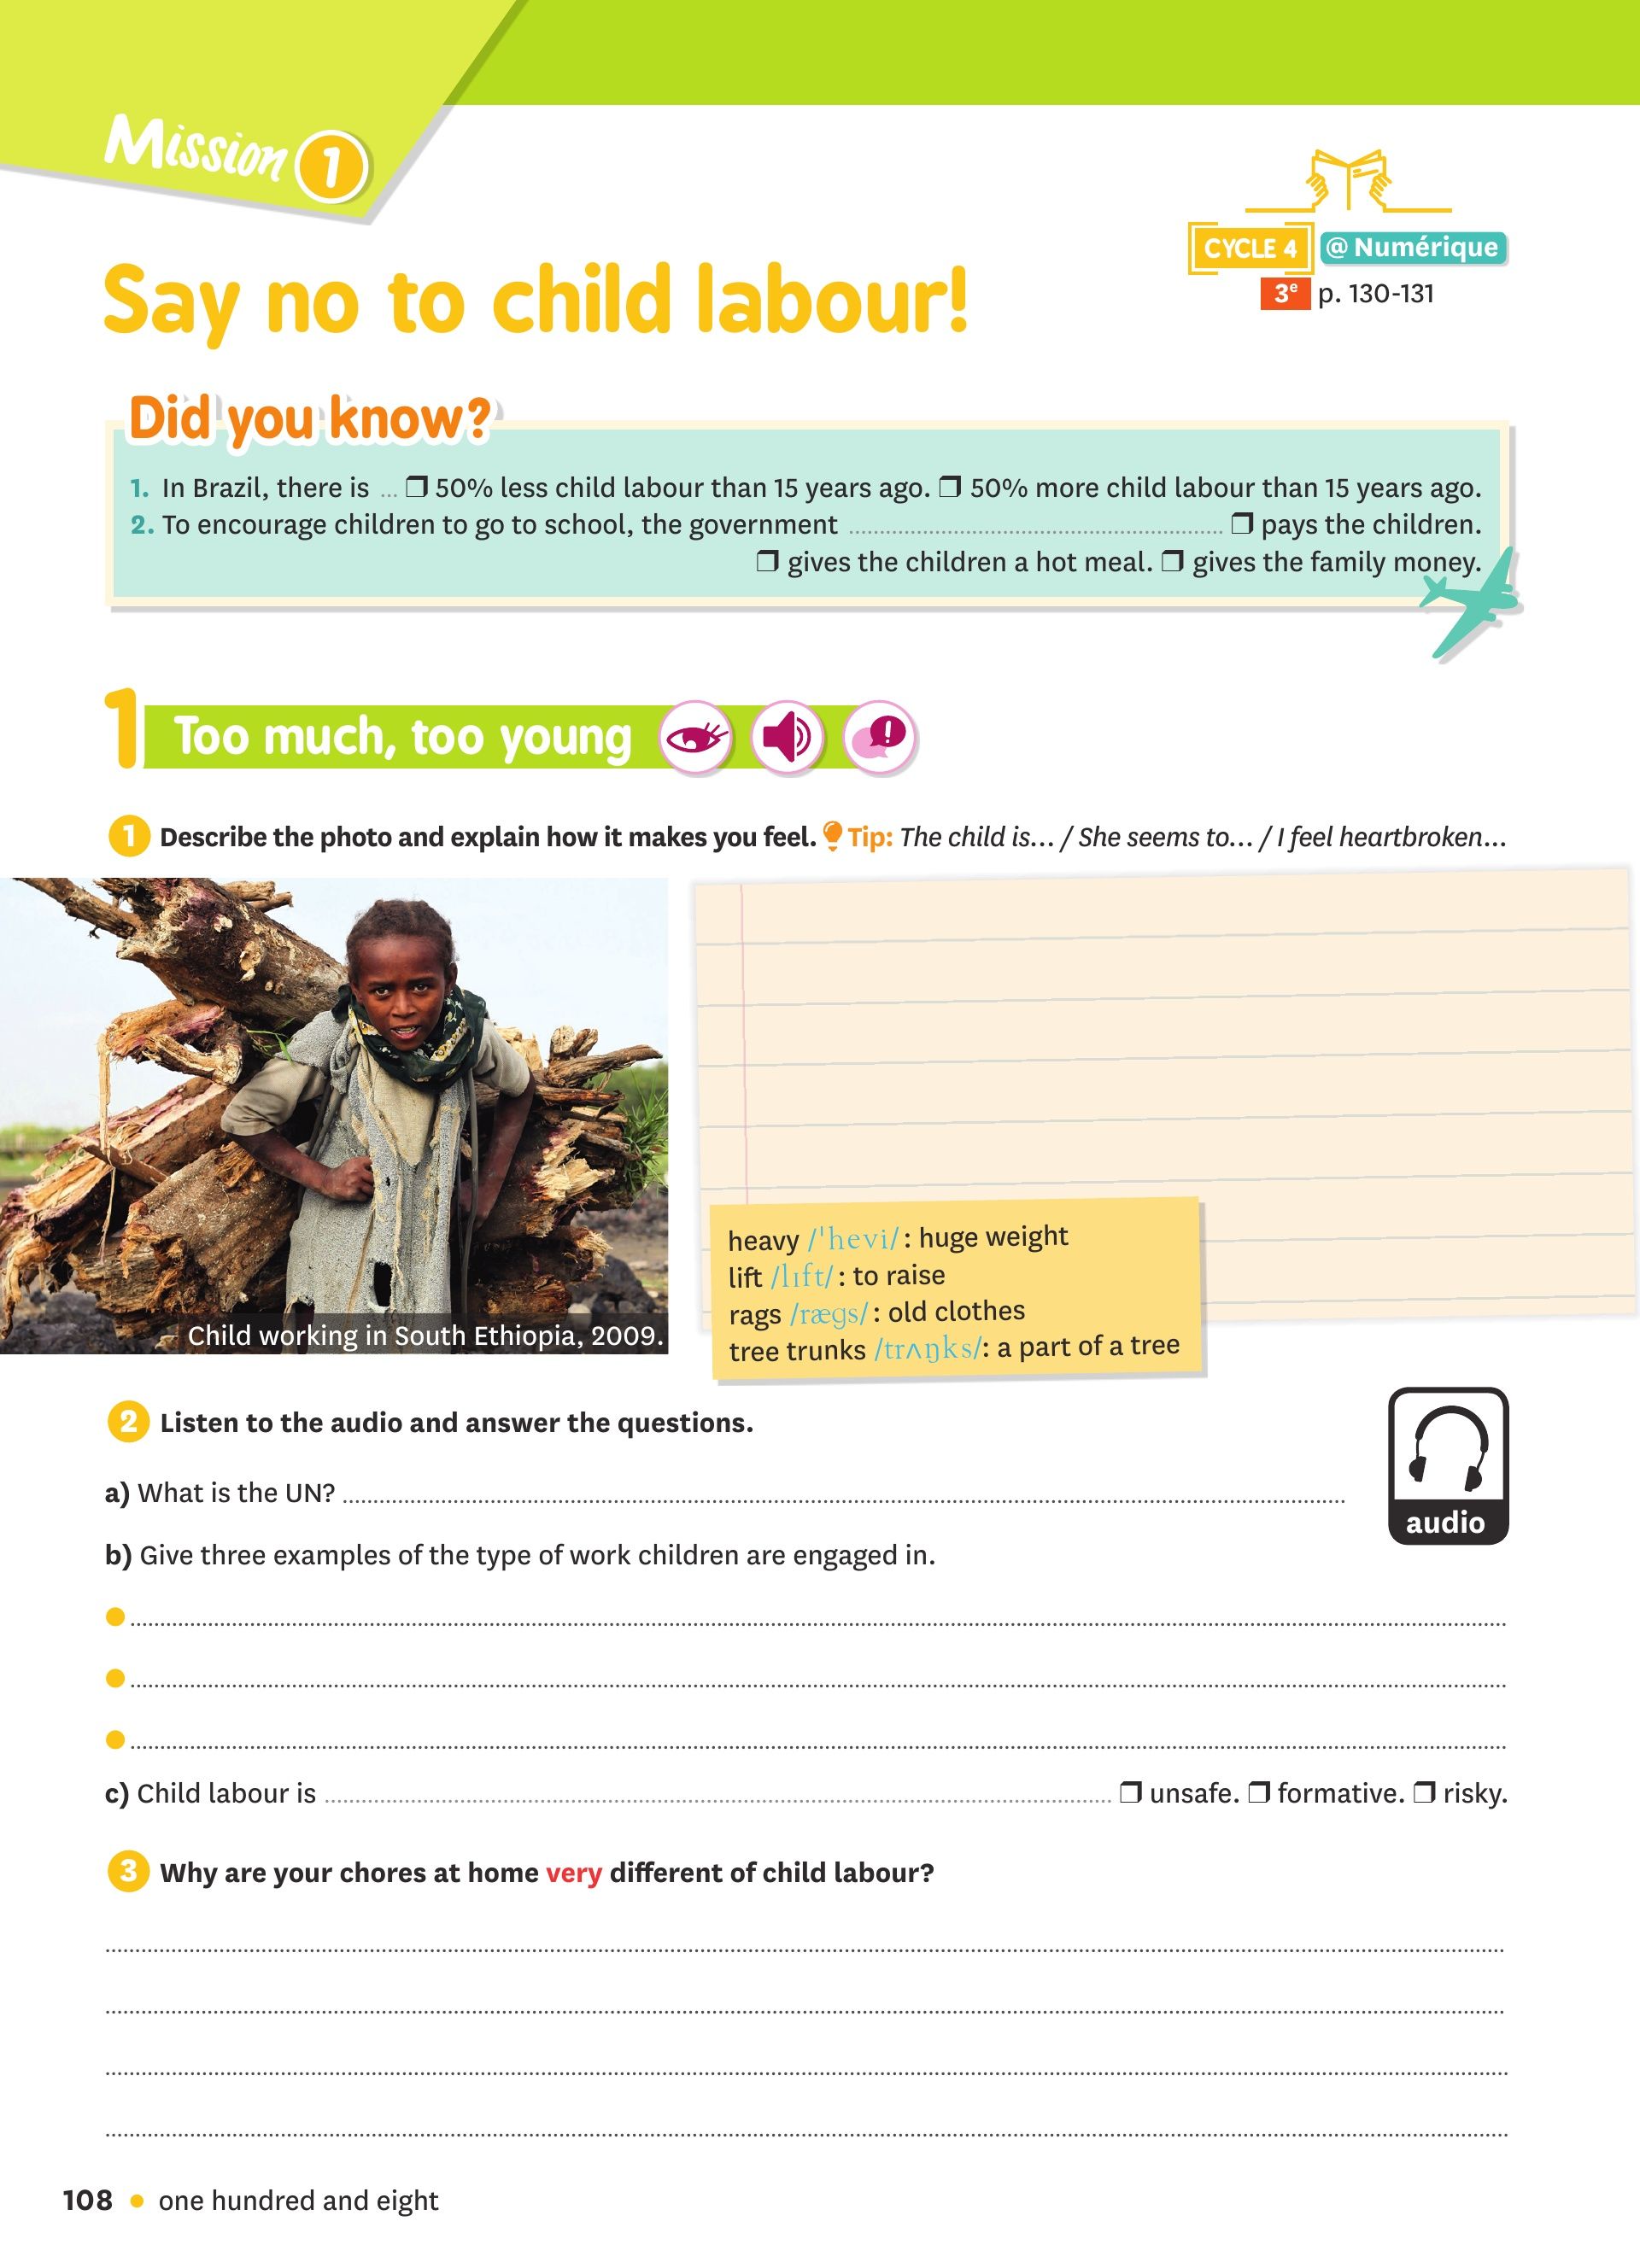 Mission 1
CYCLE 4 @ Numérique
3e p. 130-131
Say no to child labour!
Did you know?
1. In Brazil, there is ... ❒ 50% less child labour than 15 years ago. ❒ 50% more child labour than 15 years ago.
2. To encourage children to go to school, the government ........ ❒ pays the children.
❒ gives the children a hot meal. ❒ gives the family money.
1 Too much, too young
1 Describe the photo and explain how it makes you feel. Tip: The child is… / She seems to… / I feel heartbroken…
heavy /ˈhevi/: huge weight
lift /lɪft/: to raise
rags /rægs/: old clothes
tree trunks /trʌŋks/: a part of a tree
Child working in South Ethiopia, 2009.
2 Listen to the audio and answer the questions.
audio
a) What is the UN? ........
b) Give three examples of the type of work children are engaged in.
● ........
● ........
● ........
c) Child labour is ........ ❒ unsafe. ❒ formative. ❒ risky.
3 Why are your chores at home very different of child labour?
108 • one hundred and eight